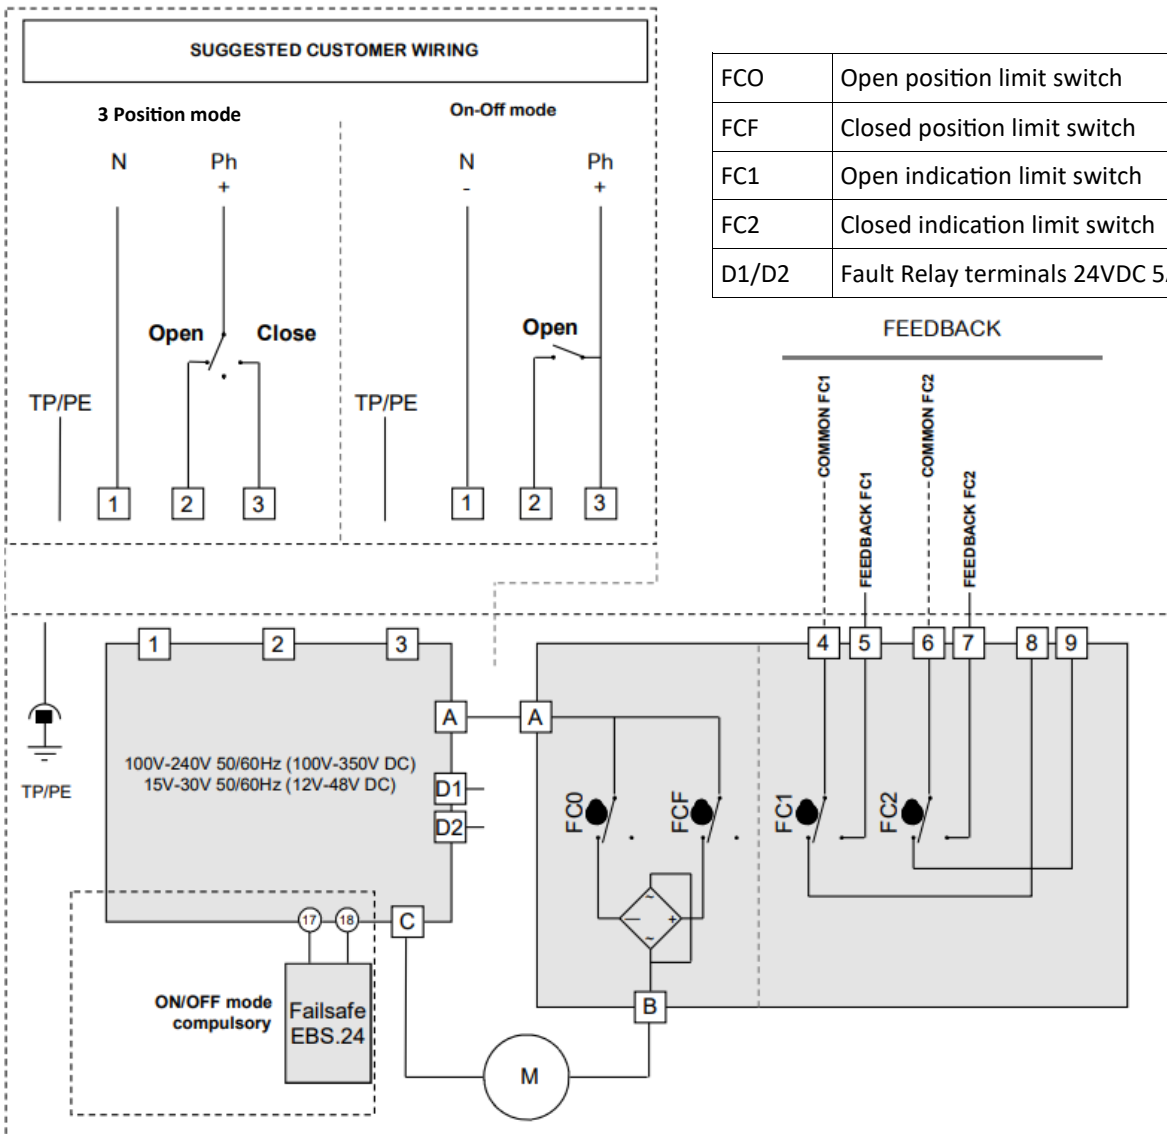 SUGGESTED CUSTOMER WIRING
3 Position mode
On-Off mode
N
Ph
+
N
-
Ph
+
Open
Close
Open
TP/PE
TP/PE
1
2
3
1
2
3
FCO
Open position limit switch
FCF
Closed position limit switch
FC1
Open indication limit switch
FC2
Closed indication limit switch
D1/D2
Fault Relay terminals 24VDC 5
FEEDBACK
COMMON FC1
FEEDBACK FC1
COMMON FC2
FEEDBACK FC2
1
2
3
4
5
6
7
8
9
A
A
100V-240V 50/60Hz (100V-350V DC)
15V-30V 50/60Hz (12V-48V DC)
TP/PE
D1
D2
FC0
FCF
FC1
FC2
~
—
+
~
17
18
C
B
ON/OFF mode
compulsory
Failsafe
EBS.24
M